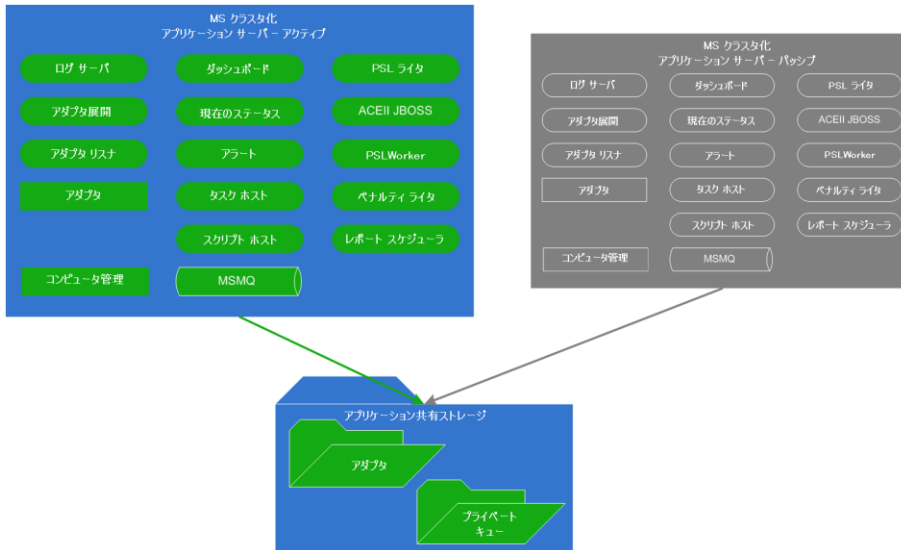 MS クラスタ化
アプリケーション サーバー – アクティブ
ログ サーバ
ダッシュボード
PSL ライタ
アダプタ展開
現在のステータス
ACEII JBOSS
アダプタ リスナ
アラート
PSLWorker
アダプタ
タスク ホスト
ペナルティ ライタ
スクリプト ホスト
レポート スケジューラ
コンピュータ管理
MSMQ
MS クラスタ化
アプリケーション サーバー – パッシブ
ログ サーバ
ダッシュボード
PSL ライタ
アダプタ展開
現在のステータス
ACEII JBOSS
アダプタ リスナ
アラート
PSLWorker
アダプタ
タスク ホスト
ペナルティ ライタ
スクリプト ホスト
レポート スケジューラ
コンピュータ管理
MSMQ
アプリケーション共有ストレージ
アダプタ
プライベート
キュー